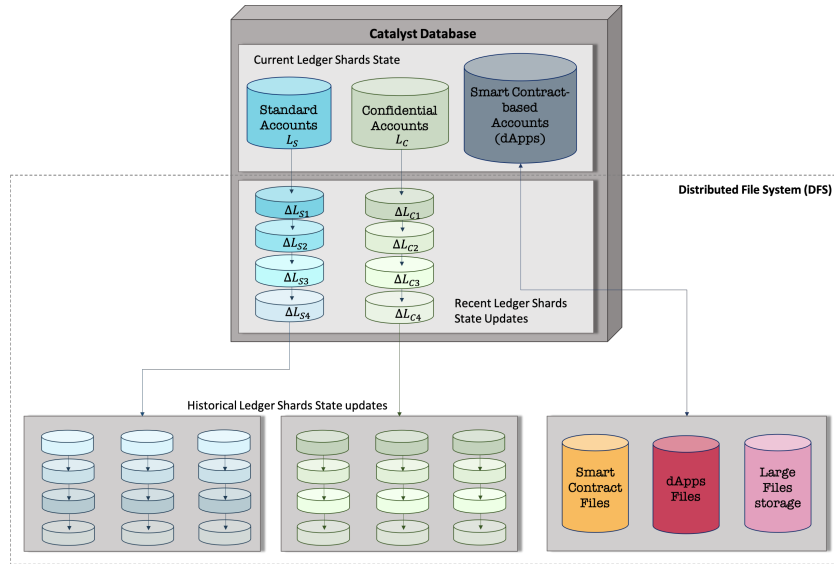 Catalyst Database
Current Ledger Shards State
Standard
Accounts
L_S
Confidential
Accounts
L_C
Smart Contract-
based
Accounts
(dApps)
Distributed File System (DFS)
ΔL_S1
ΔL_C1
ΔL_S2
ΔL_C2
ΔL_S3
ΔL_C3
ΔL_S4
ΔL_C4
Recent Ledger Shards
State Updates
Historical Ledger Shards State updates
Smart
Contract
Files
dApps
Files
Large
Files
storage